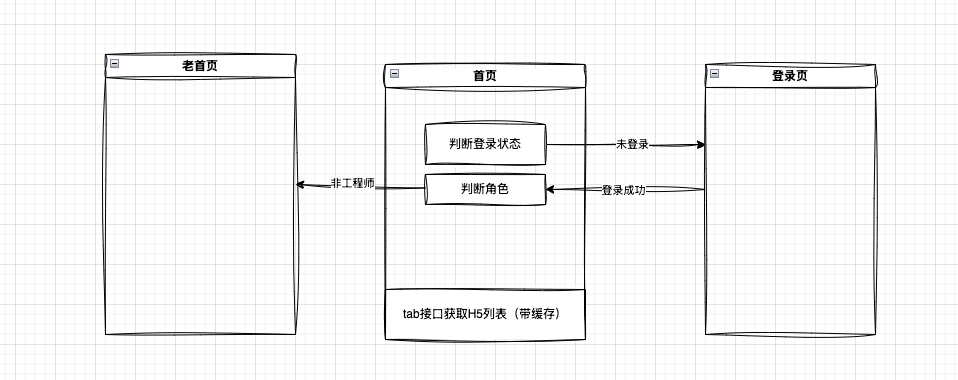 老首页
首页
登录页
判断登录状态
未登录
非工程师
判断角色
登录成功
tab接口获取H5列表（带缓存）